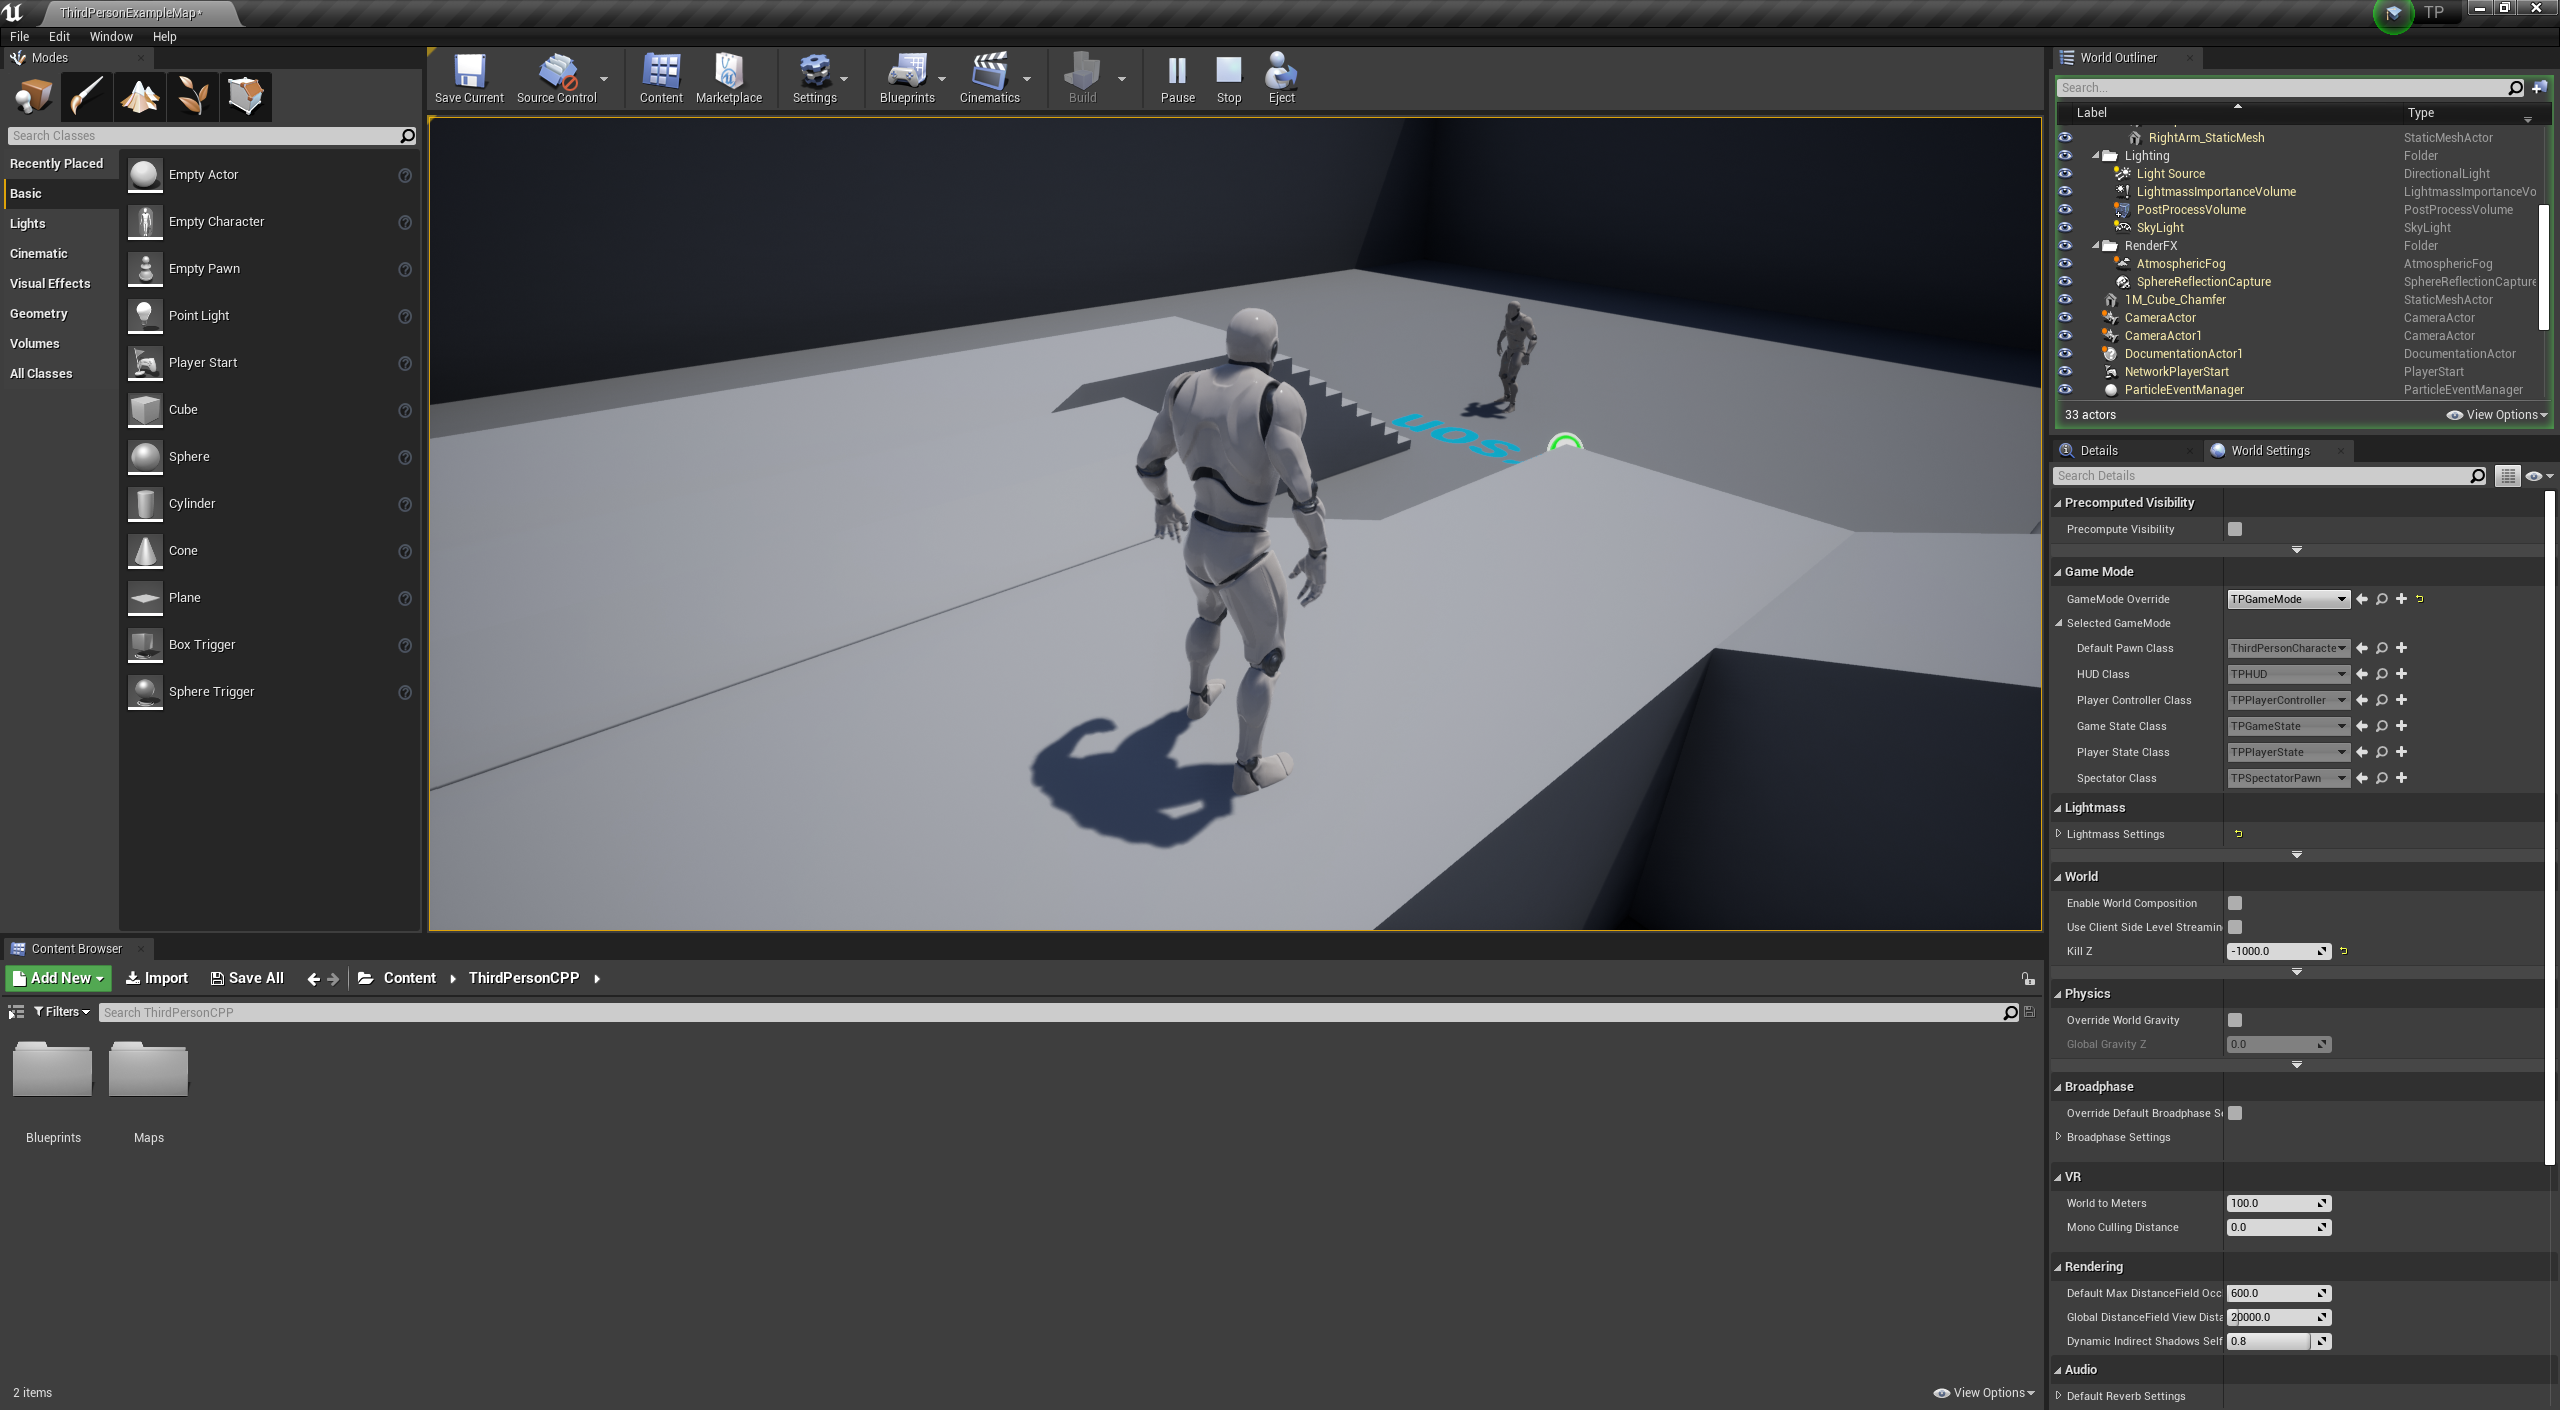 ThirdPersonExampleMap*
TP
File Edit Window Help
Modes
Search Classes
Recently Placed
Basic
Lights
Cinematic
Visual Effects
Geometry
Volumes
All Classes
Empty Actor
Empty Character
Empty Pawn
Point Light
Player Start
Cube
Sphere
Cylinder
Cone
Plane
Box Trigger
Sphere Trigger
Save Current Source Control Content Marketplace Settings Blueprints Cinematics Build Pause Stop Eject
World Outliner
Search...
Label Type
RightArm_StaticMesh StaticMeshActor
Lighting Folder
Light Source DirectionalLight
LightmassImportanceVolume LightmassImportanceVo
PostProcessVolume PostProcessVolume
SkyLight SkyLight
RenderFX Folder
AtmosphericFog AtmosphericFog
SphereReflectionCapture SphereReflectionCapture
1M_Cube_Chamfer StaticMeshActor
CameraActor CameraActor
CameraActor1 CameraActor
DocumentationActor1 DocumentationActor
NetworkPlayerStart PlayerStart
ParticleEventManager ParticleEventManager
33 actors View Options
Details World Settings
Search Details
Precomputed Visibility
Precompute Visibility
Game Mode
GameMode Override TPGameMode
Selected GameMode
Default Pawn Class ThirdPersonCharacte
HUD Class TPHUD
Player Controller Class TPPlayerController
Game State Class TPGameState
Player State Class TPPlayerState
Spectator Class TPSpectatorPawn
Lightmass
Lightmass Settings
World
Enable World Composition
Use Client Side Level Streamin
Kill Z -1000.0
Physics
Override World Gravity
Global Gravity Z 0.0
Broadphase
Override Default Broadphase Se
Broadphase Settings
VR
World to Meters 100.0
Mono Culling Distance 0.0
Rendering
Default Max DistanceField Occ 600.0
Global DistanceField View Dista 20000.0
Dynamic Indirect Shadows Self 0.8
Audio
Default Reverb Settings
Content Browser
Add New Import Save All Content ThirdPersonCPP
Filters Search ThirdPersonCPP
Blueprints Maps
2 items View Options